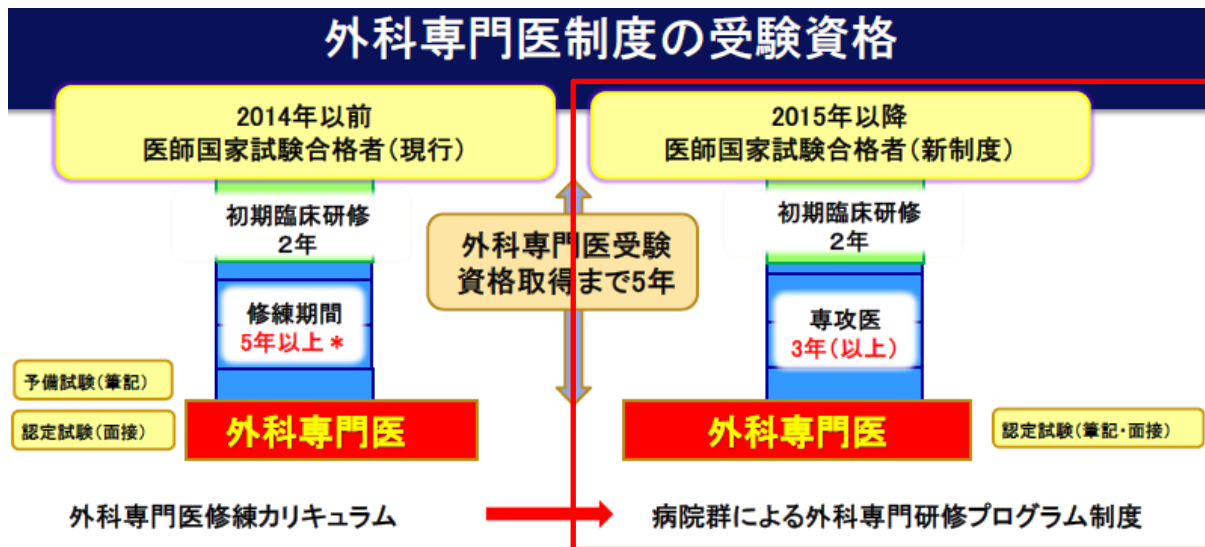 外科専門医制度の受験資格
2014年以前
医師国家試験合格者(現行)
初期臨床研修
2年
修練期間
5年以上*
予備試験(筆記)
認定試験(面接)
外科専門医
外科専門医修練カリキュラム
外科専門医受験
資格取得まで5年
2015年以降
医師国家試験合格者(新制度)
初期臨床研修
2年
専攻医
3年(以上)
外科専門医
認定試験(筆記・面接)
病院群による外科専門研修プログラム制度